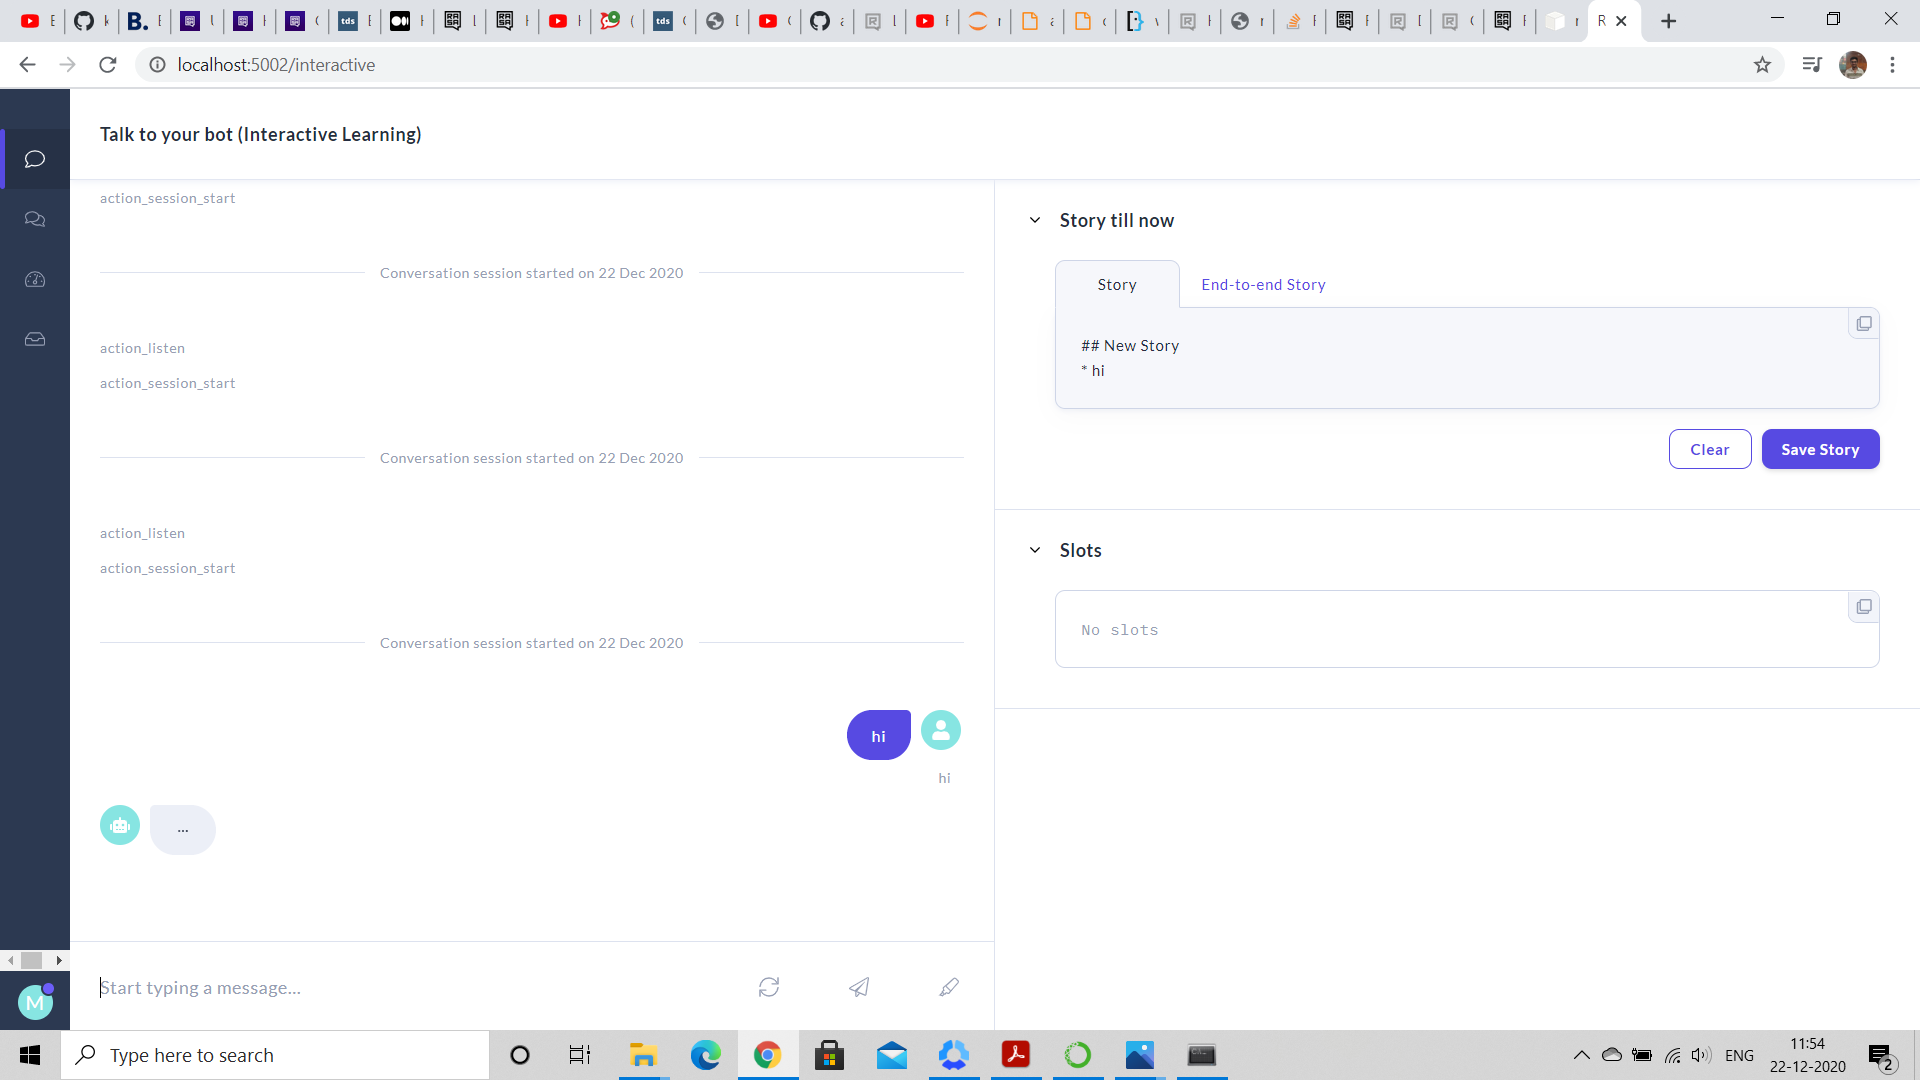 R
localhost:5002/interactive
Talk to your bot (Interactive Learning)
action_session_start
Conversation session started on 22 Dec 2020
action_listen
action_session_start
Conversation session started on 22 Dec 2020
action_listen
action_session_start
Conversation session started on 22 Dec 2020
hi
hi
...
Start typing a message...
Story till now
Story
End-to-end Story
## New Story
* hi
Clear
Save Story
Slots
No slots
M
Type here to search
ENG
11:54
22-12-2020
2